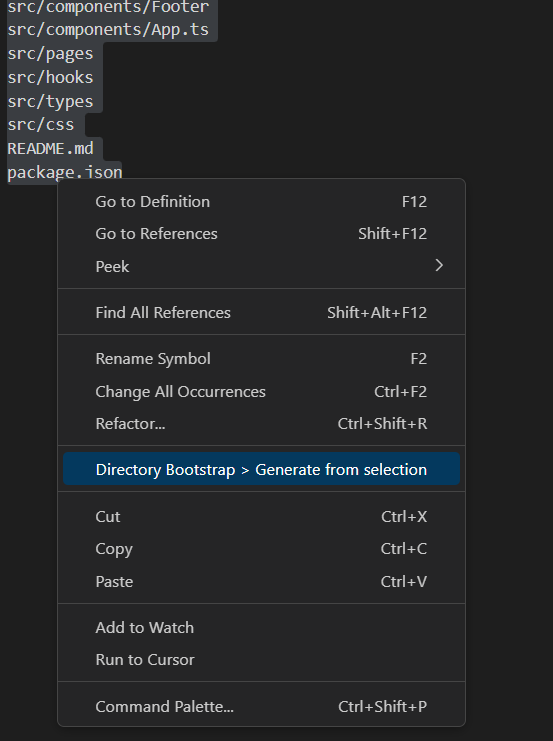 src/components/Footer
src/components/App.ts
src/pages
src/hooks
src/types
src/css
README.md
package.json
Go to Definition F12
Go to References Shift+F12
Peek
Find All References Shift+Alt+F12
Rename Symbol F2
Change All Occurrences Ctrl+F2
Refactor... Ctrl+Shift+R
Directory Bootstrap > Generate from selection
Cut Ctrl+X
Copy Ctrl+C
Paste Ctrl+V
Add to Watch
Run to Cursor
Command Palette... Ctrl+Shift+P